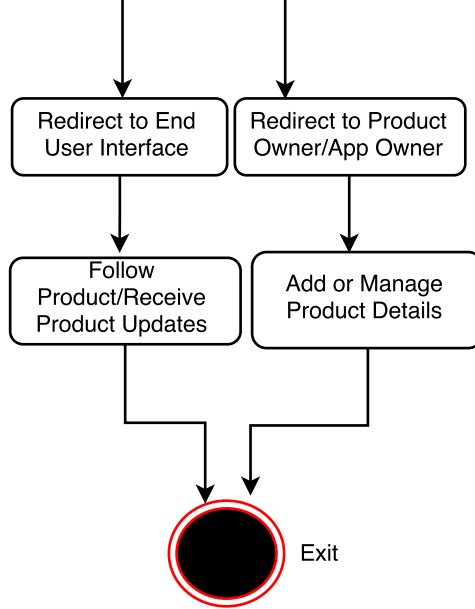 Redirect to End
User Interface
Redirect to Product
Owner/App Owner
Follow
Product/Receive
Product Updates
Add or Manage
Product Details
Exit